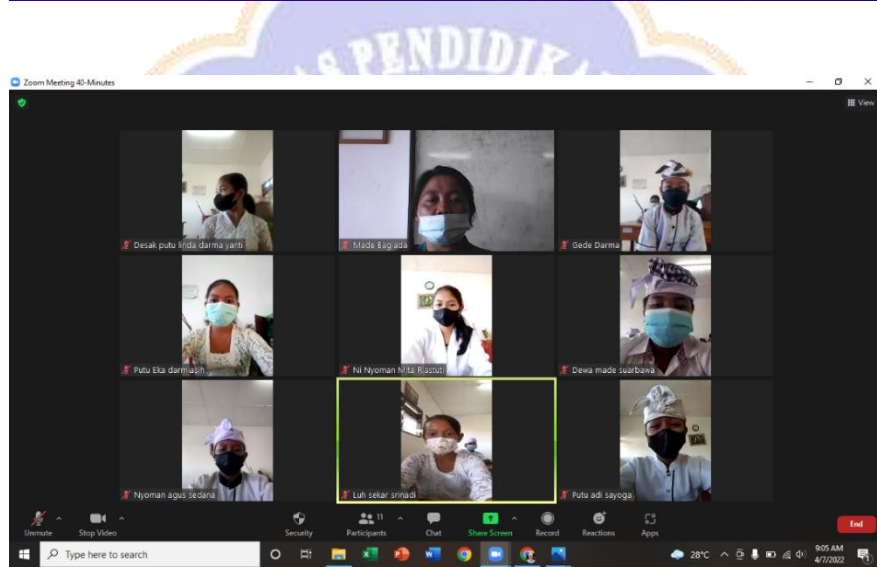 PENDIDIK
Zoom Meeting 40-Minutes
View
Desak putu linda darma yanti
Made Bagiada
Gede Darma
Putu Eka darmiasih
Ni Nyoman Mita Riastuti
Dewa made suarbawa
Nyoman agus sedana
Luh sekar srinadi
Putu adi sayoga
Unmute
Stop Video
Security
Participants
11
Chat
Share Screen
Record
Reactions
Apps
End
Type here to search
28°C
9:05 AM
4/7/2022